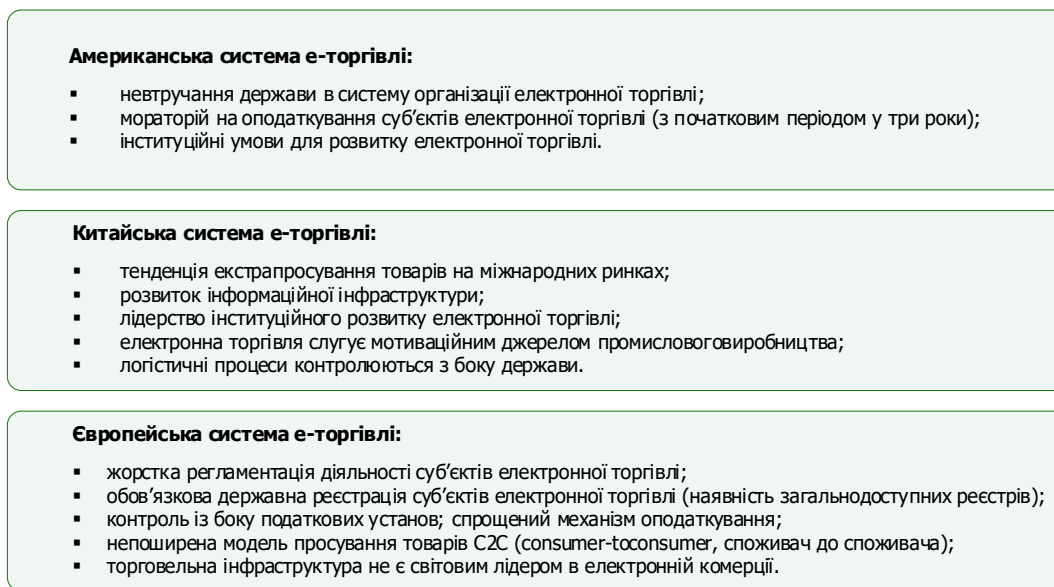 Американська система е-торгівлі:
▪ невтручання держави в систему організації електронної торгівлі;
▪ мораторій на оподаткування суб’єктів електронної торгівлі (з початковим періодом у три роки);
▪ інституційні умови для розвитку електронної торгівлі.
Китайська система е-торгівлі:
▪ тенденція екстрапросування товарів на міжнародних ринках;
▪ розвиток інформаційної інфраструктури;
▪ лідерство інституційного розвитку електронної торгівлі;
▪ електронна торгівля слугує мотиваційним джерелом промисловоговиробництва;
▪ логістичні процеси контролюються з боку держави.
Європейська система е-торгівлі:
▪ жорстка регламентація діяльності суб’єктів електронної торгівлі;
▪ обов’язкова державна реєстрація суб’єктів електронної торгівлі (наявність загальнодоступних реєстрів);
▪ контроль із боку податкових установ; спрощений механізм оподаткування;
▪ непоширена модель просування товарів C2C (consumer-toconsumer, споживач до споживача);
▪ торговельна інфраструктура не є світовим лідером в електронній комерції.